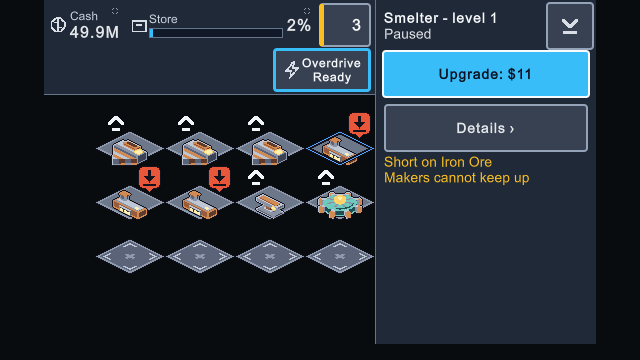 Cash
49.9M
Store
2%
3
Overdrive
Ready
Smelter - level 1
Paused
Upgrade: $11
Details ›
Short on Iron Ore
Makers cannot keep up